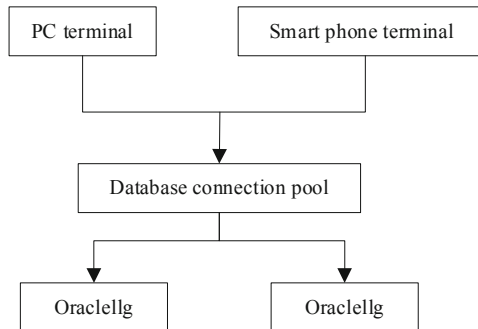 PC terminal
Smart phone terminal
Database connection pool
Oraclellg
Oraclellg